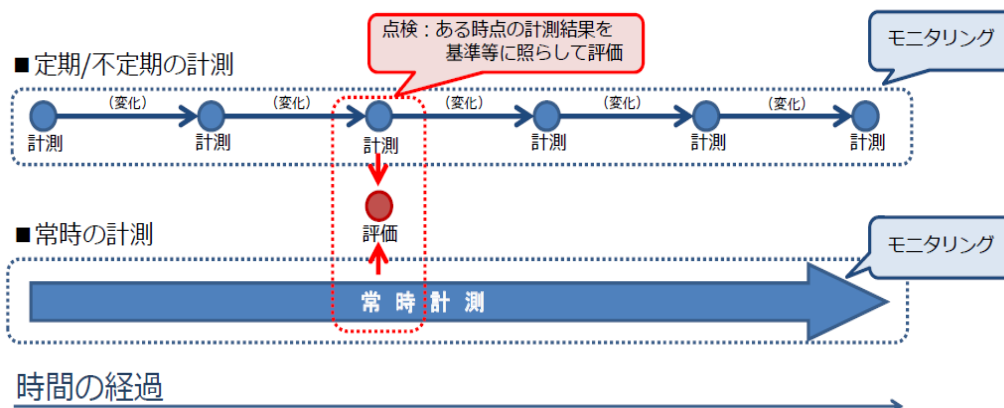 点検：ある時点の計測結果を
基準等に照らして評価
モニタリング
■定期/不定期の計測
（変化）
（変化）
（変化）
（変化）
（変化）
計測
計測
計測
計測
計測
計測
評価
■常時の計測
モニタリング
常時計測
時間の経過